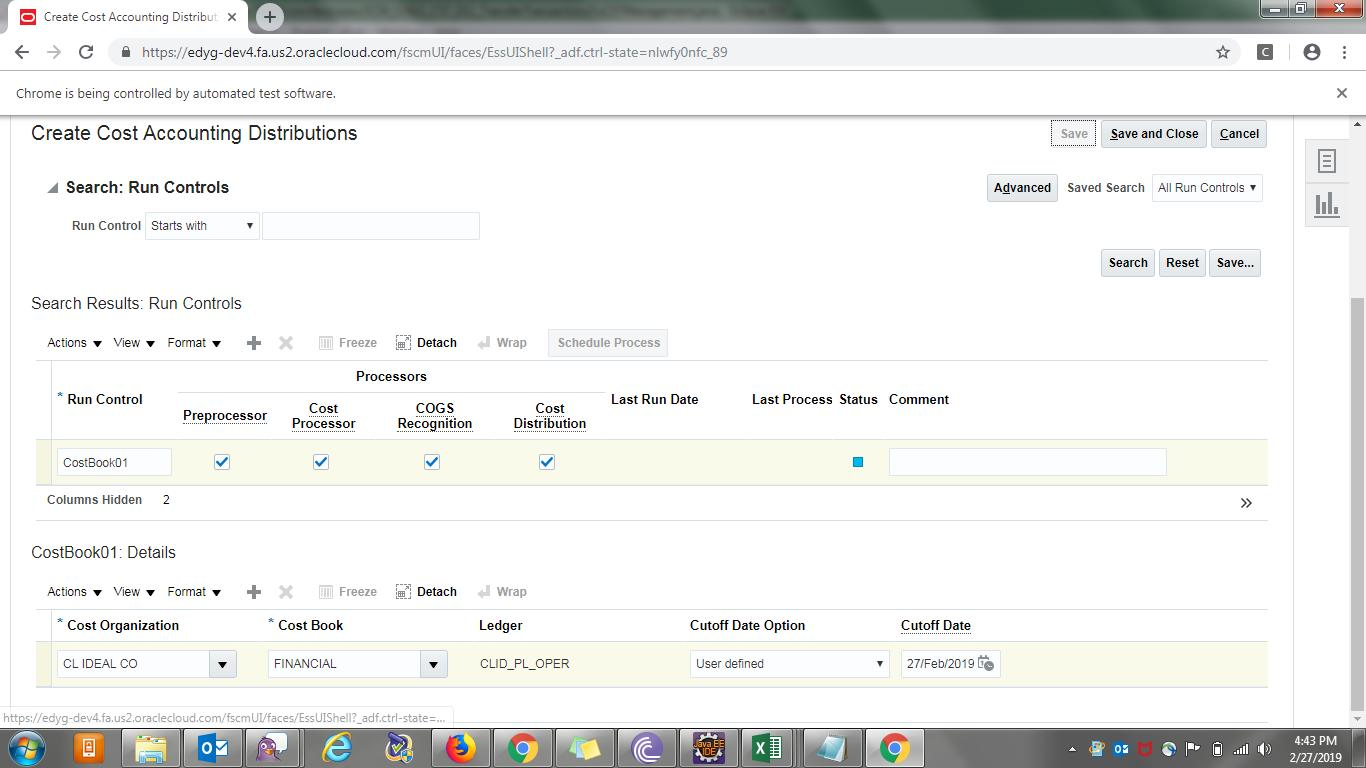 Create Cost Accounting Distribut
https://edyg-dev4.fa.us2.oraclecloud.com/fscmUI/faces/EssUIShell?_adf.ctrl-state=nlwfy0nfc_89
C
Chrome is being controlled by automated test software.
Create Cost Accounting Distributions
Save Save and Close Cancel
Search: Run Controls
Advanced Saved Search All Run Controls
Run Control Starts with
Search Reset Save...
Search Results: Run Controls
Actions View Format Freeze Detach Wrap Schedule Process
Processors
* Run Control Preprocessor Cost Processor COGS Recognition Cost Distribution Last Run Date Last Process Status Comment
CostBook01
Columns Hidden 2
CostBook01: Details
Actions View Format Freeze Detach Wrap
* Cost Organization * Cost Book Ledger Cutoff Date Option Cutoff Date
CL IDEAL CO FINANCIAL CLID_PL_OPER User defined 27/Feb/2019
https://edyg-dev4.fa.us2.oraclecloud.com/fscmUI/faces/EssUIShell?_adf.ctrl-state=...
Java EE
IDE
4:43 PM
2/27/2019